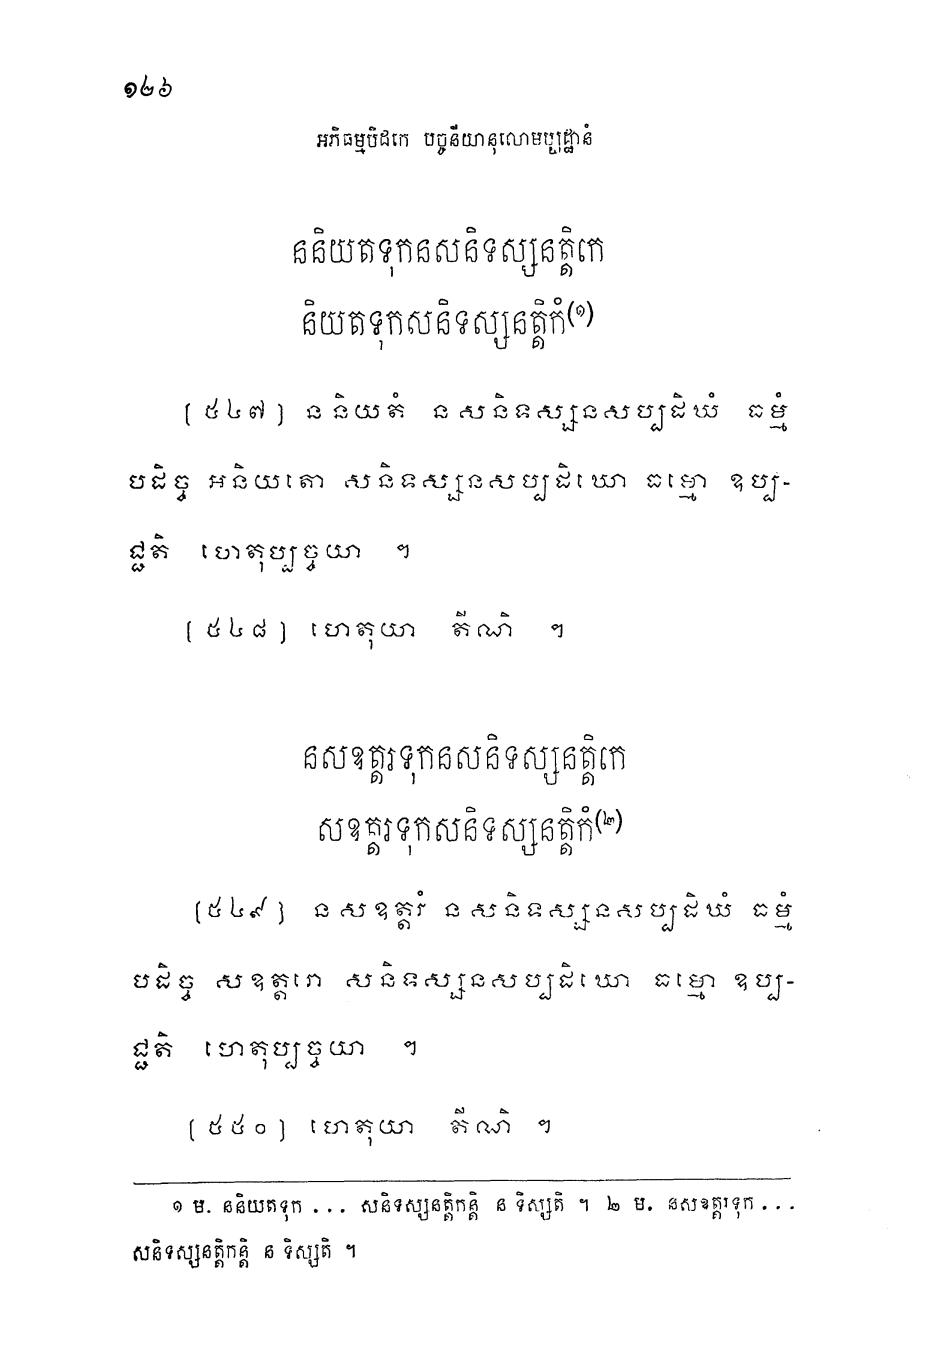 ១២៦
អភិធម្មបិដកេ បច្ចនីយានុលោមប្បដ្ឋានំ
ននិយតទុកនសនិទស្សនត្តិកេ
និយតទុកសនិទស្សនត្តិកំ(១)
[៥៤៧] ននិយតំ នសនិទស្សនសប្បដិឃំ ធម្មំ
បដិច្ច អនិយតោ សនិទស្សនសប្បដិឃោ ធម្មោ ឧប្ប-
ជ្ជតិ ហេតុប្បច្ចយា ។
[៥៤៨] ហេតុយា តីណិ ។
នសឧត្តរទុកនសនិទស្សនត្តិកេ
សឧត្តរទុកសនិទស្សនត្តិកំ(២)
[៥៤៩] នសឧត្តរំ នសនិទស្សនសប្បដិឃំ ធម្មំ
បដិច្ច សឧត្តរោ សនិទស្សនសប្បដិឃោ ធម្មោ ឧប្ប-
ជ្ជតិ ហេតុប្បច្ចយា ។
[៥៥០] ហេតុយា តីណិ ។
១ ម. ននិយតទុក ... សនិទស្សនត្តិកន្តិ ន ទិស្សតិ ។ ២ ម. នសឧត្តរទុក ...
សនិទស្សនត្តិកន្តិ ន ទិស្សតិ ។